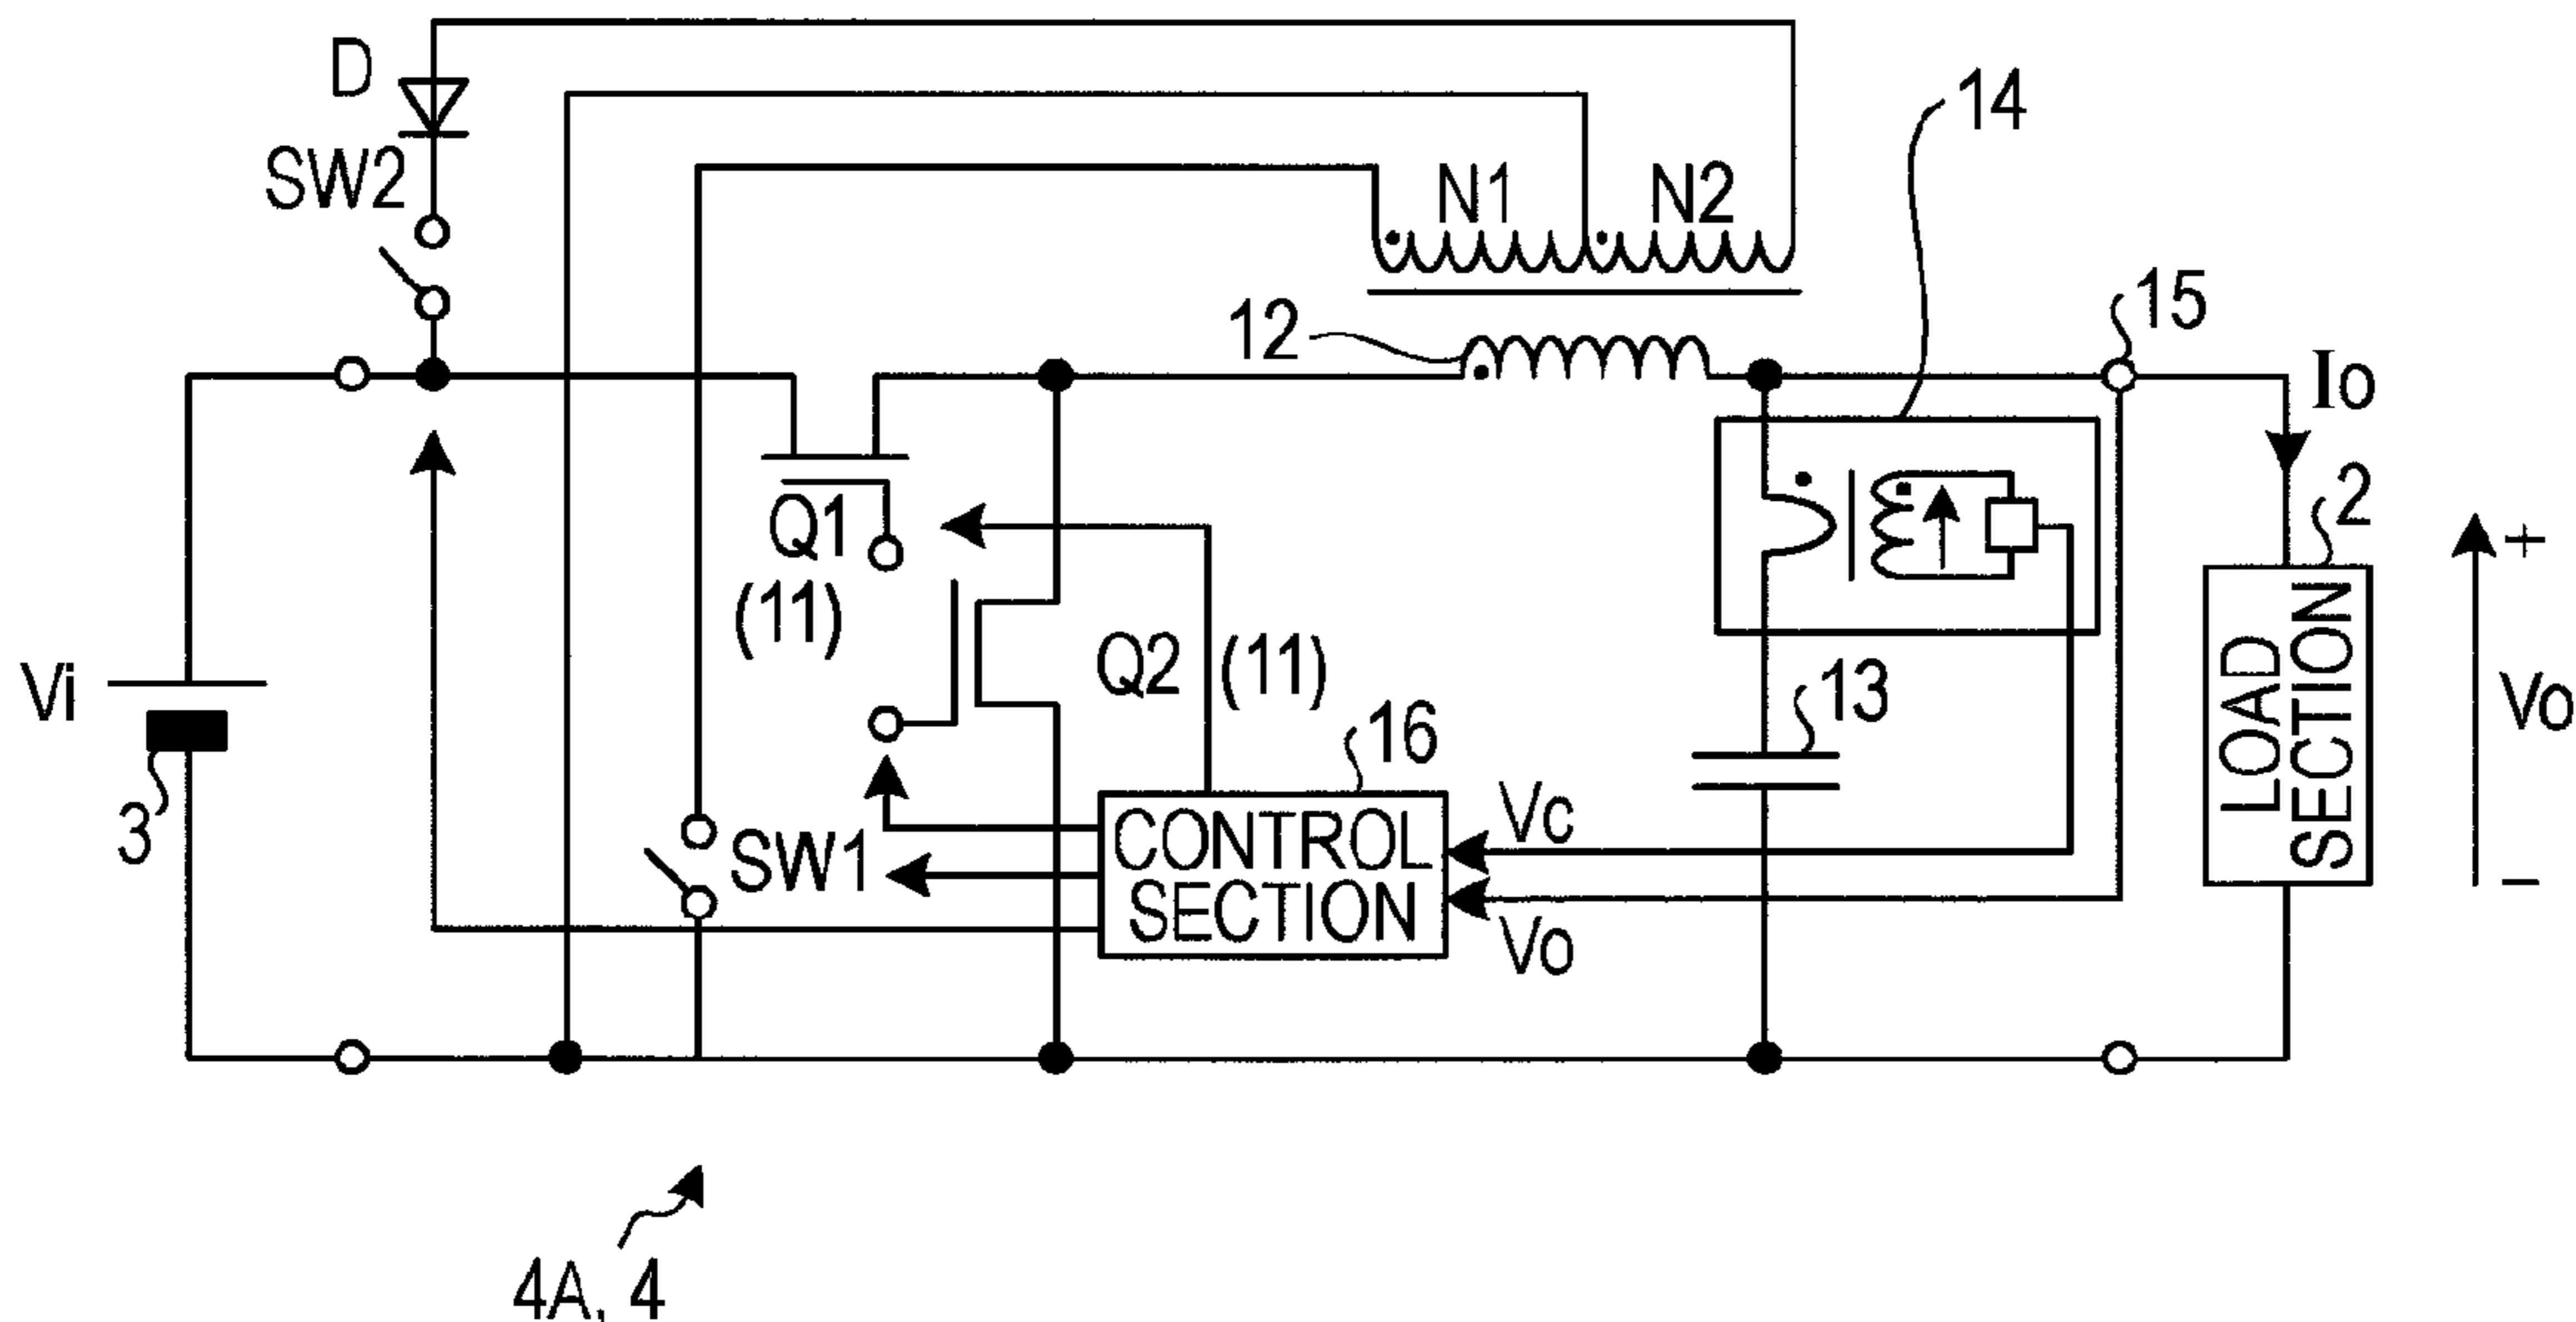 D
14
SW2
N1
N2
15
12
Io
Q1
(11)
2
+
Q2
(11)
LOAD
SECTION
Vi
13
Vo
16
3
Vc
SW1
CONTROL
SECTION
−
Vo
4A, 4